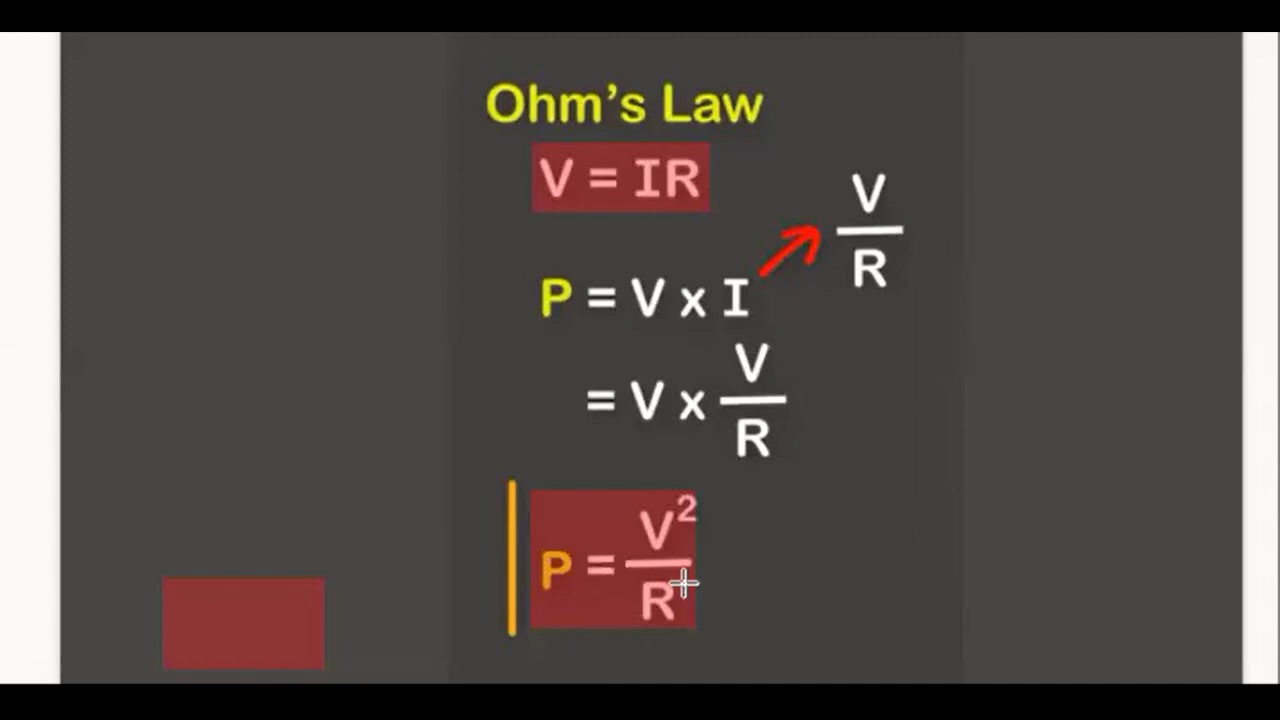 Ohm's Law
V = IR
V
R
P = V x I
= V x V/R
P = V²/R